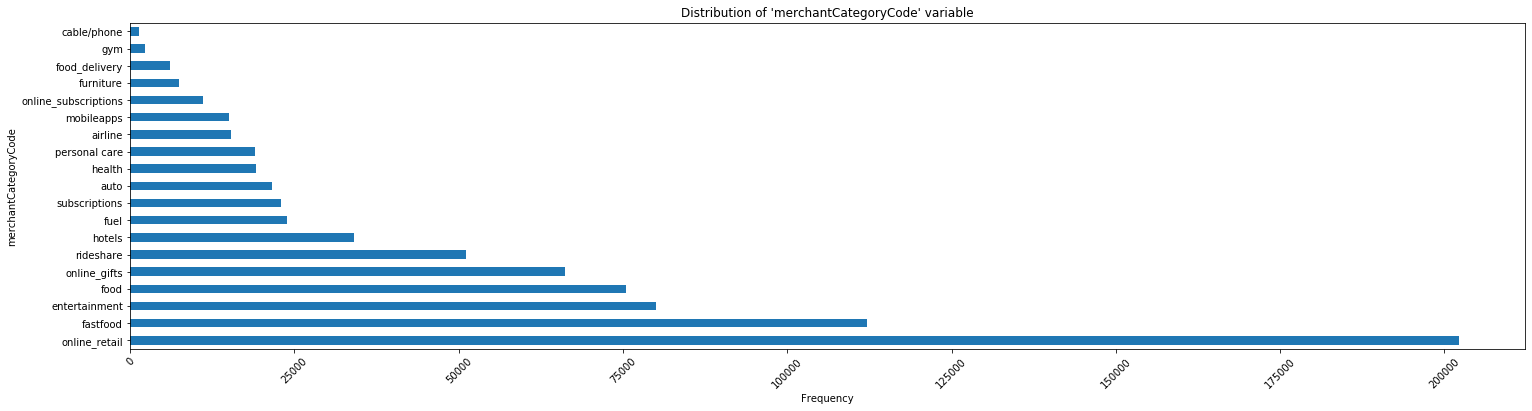 Distribution of 'merchantCategoryCode' variable
merchantCategoryCode
cable/phone
gym
food_delivery
furniture
online_subscriptions
mobileapps
airline
personal care
health
auto
subscriptions
fuel
hotels
rideshare
online_gifts
food
entertainment
fastfood
online_retail
0
25000
50000
75000
100000
125000
150000
175000
200000
Frequency